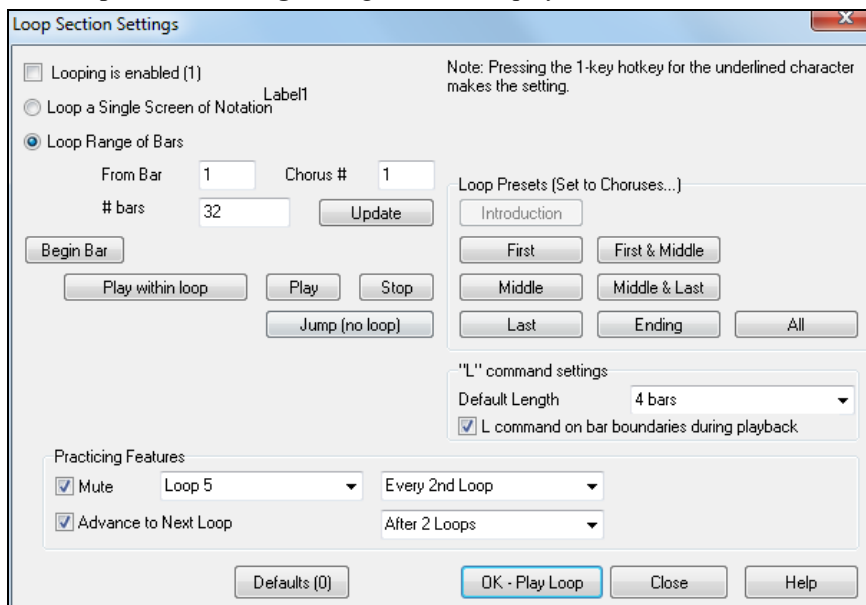 Loop Section Settings
Looping is enabled (1)
Note: Pressing the 1-key hotkey for the underlined character
makes the setting.
Label1
Loop a Single Screen of Notation
Loop Range of Bars
From Bar 1 Chorus # 1
# bars 32 Update
Begin Bar
Play within loop Play Stop
Jump (no loop)
Loop Presets (Set to Choruses...)
Introduction
First First & Middle
Middle Middle & Last
Last Ending All
"L" command settings
Default Length 4 bars
L command on bar boundaries during playback
Practicing Features
Mute Loop 5 Every 2nd Loop
Advance to Next Loop After 2 Loops
Defaults (0) OK - Play Loop Close Help